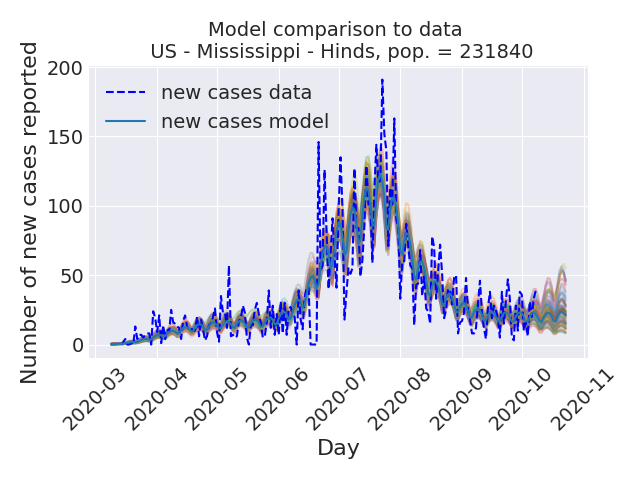 Model comparison to data
US - Mississippi - Hinds, pop. = 231840
Number of new cases reported
200
150
100
50
0
new cases data
new cases model
2020-03
2020-04
2020-05
2020-06
2020-07
2020-08
2020-09
2020-10
2020-11
Day